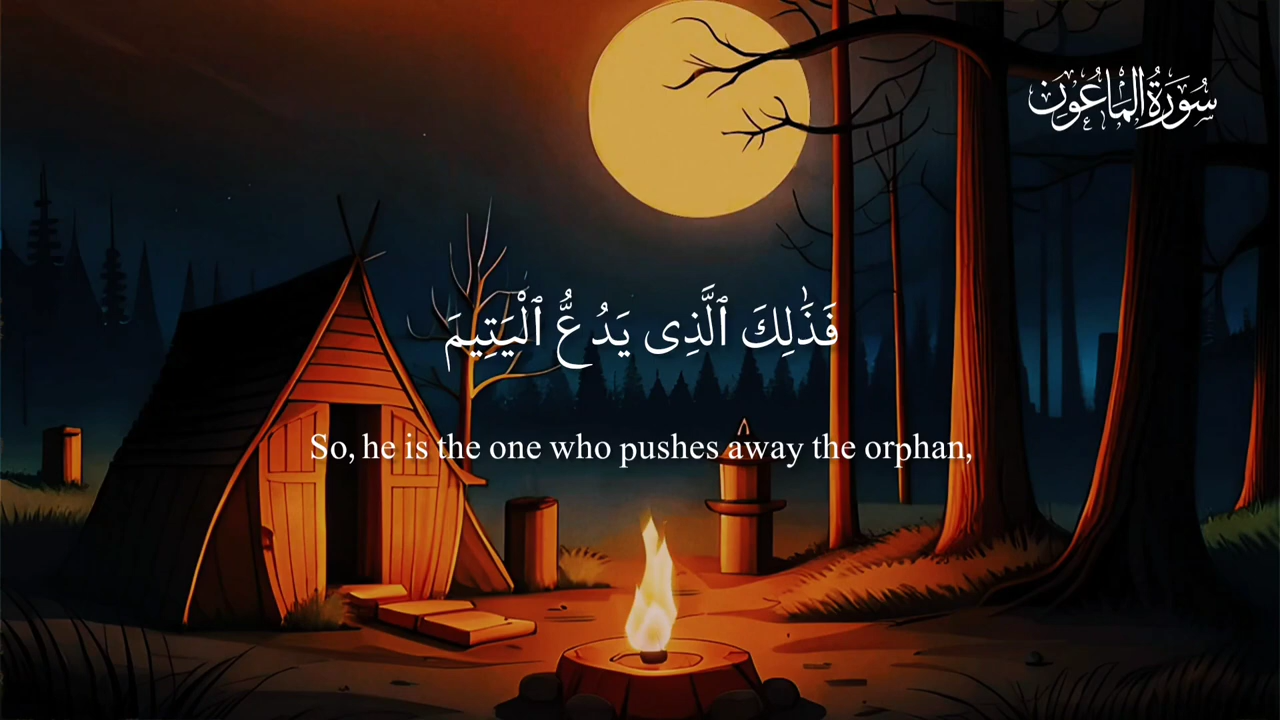 سُورَةُ الْمَاعُونَ
فَذَٰلِكَ ٱلَّذِى يَدُعُّ ٱلْيَتِيمَ
So, he is the one who pushes away the orphan,